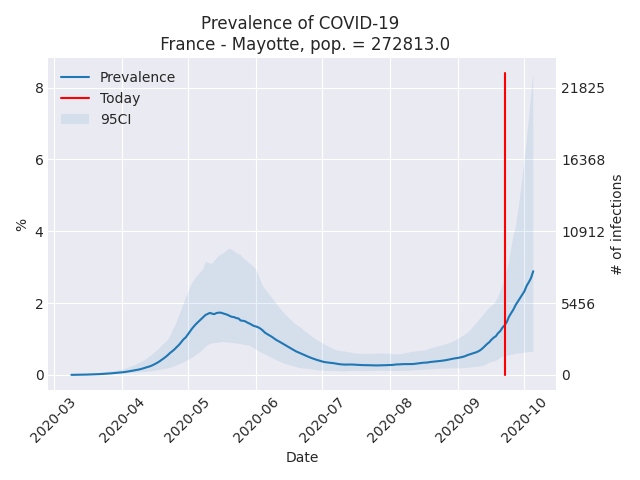 Prevalence of COVID-19
France - Mayotte, pop. = 272813.0
Prevalence
Today
95CI
8
6
4
2
0
%
21825
16368
10912
5456
0
# of infections
2020-03
2020-04
2020-05
2020-06
2020-07
2020-08
2020-09
2020-10
Date